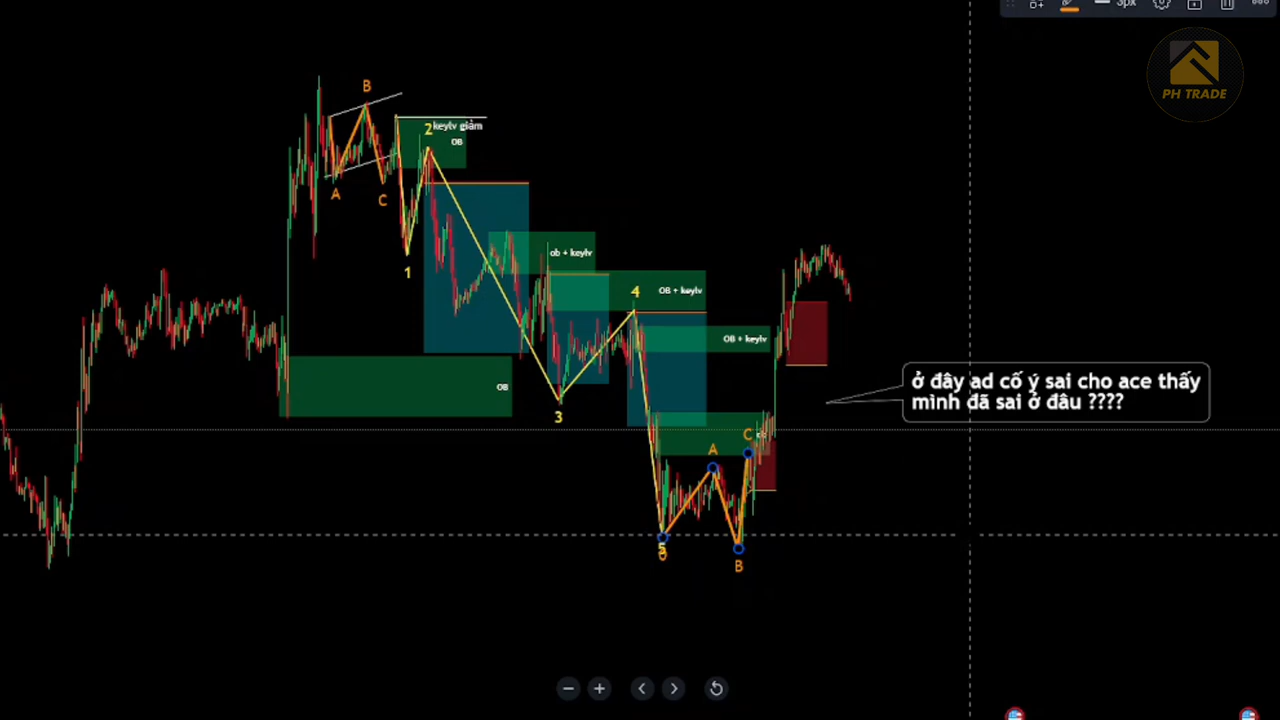 3px
PH TRADE
B
2
keylv giảm
OB
A
C
1
ob + keylv
4
OB + keylv
OB + keylv
OB
ở đây ad cố ý sai cho ace thấy
mình đã sai ở đâu ????
3
C
A
5
B